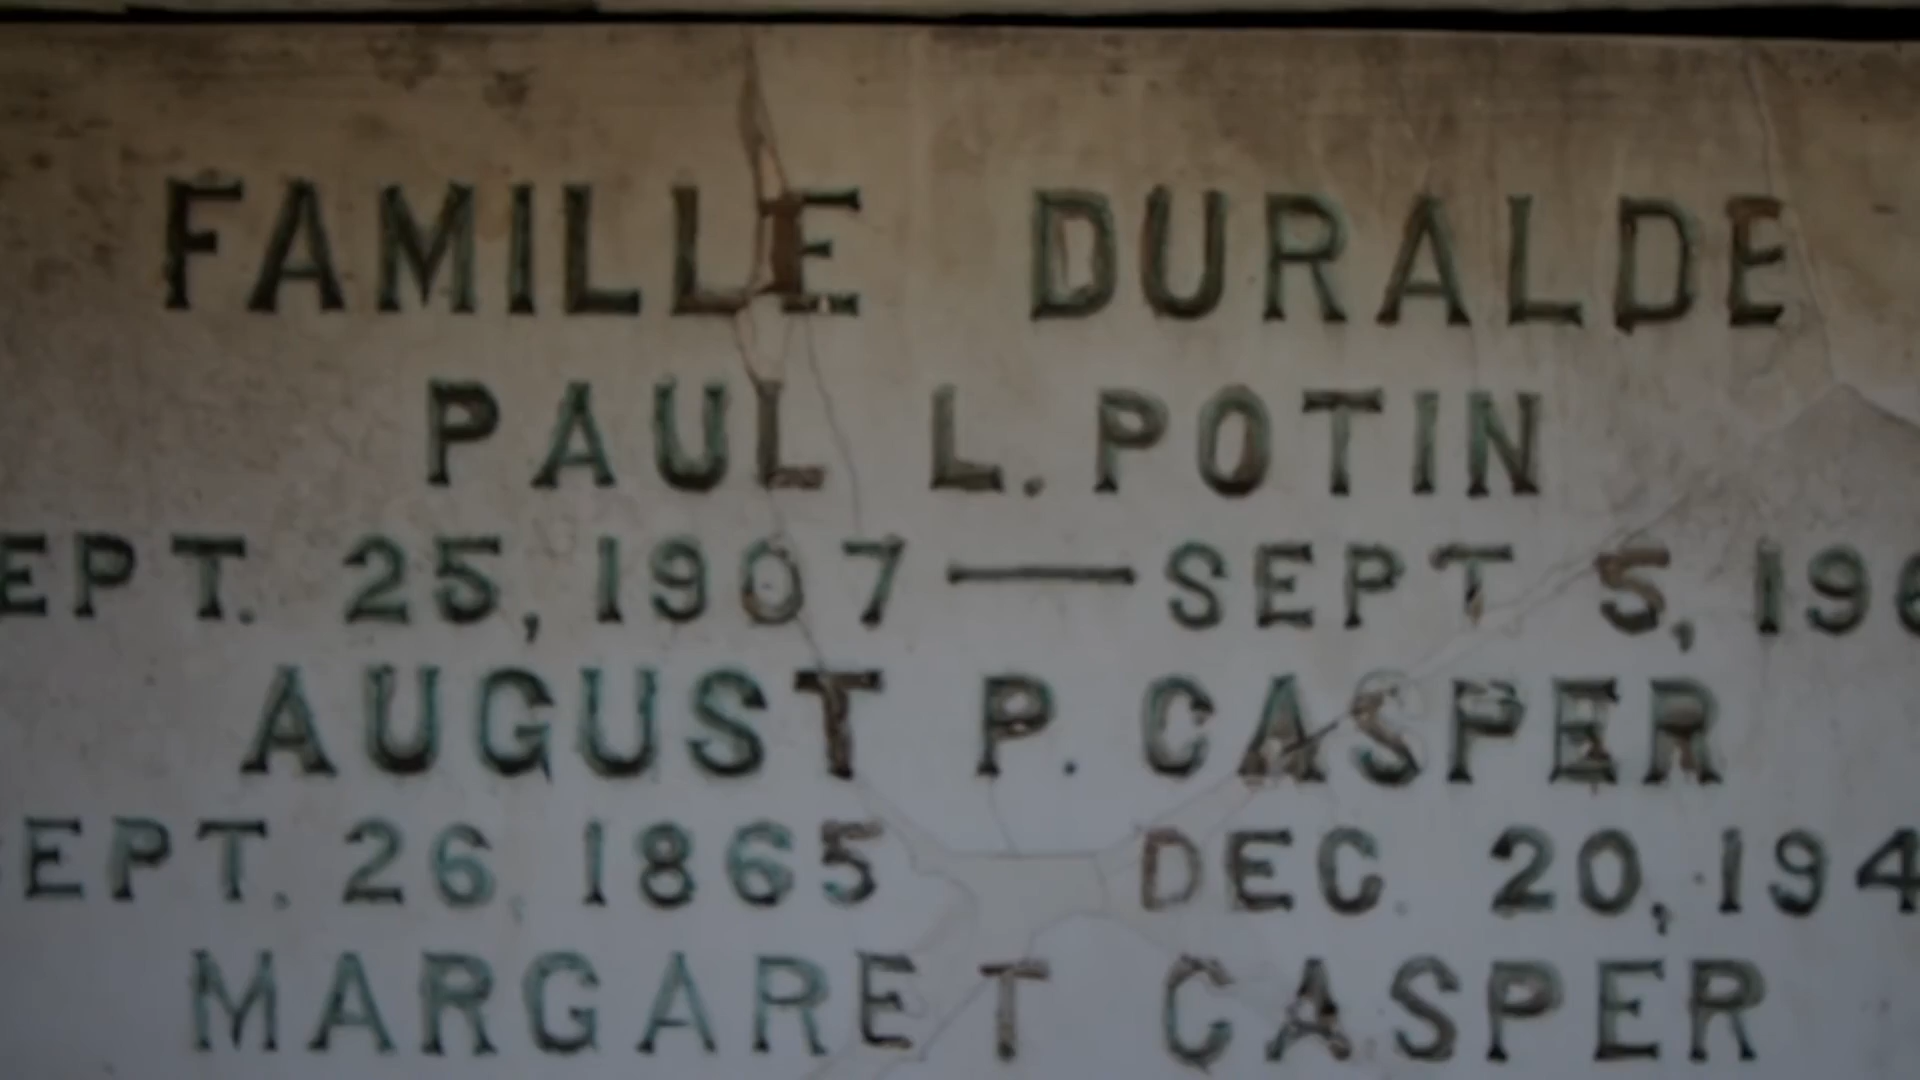 FAMILLE DURALDE
PAUL L. POTIN
EPT. 25, 1907 — SEPT 5, 196
AUGUST P. CASPER
EPT. 26, 1865 DEC. 20, 194
MARGARET CASPER